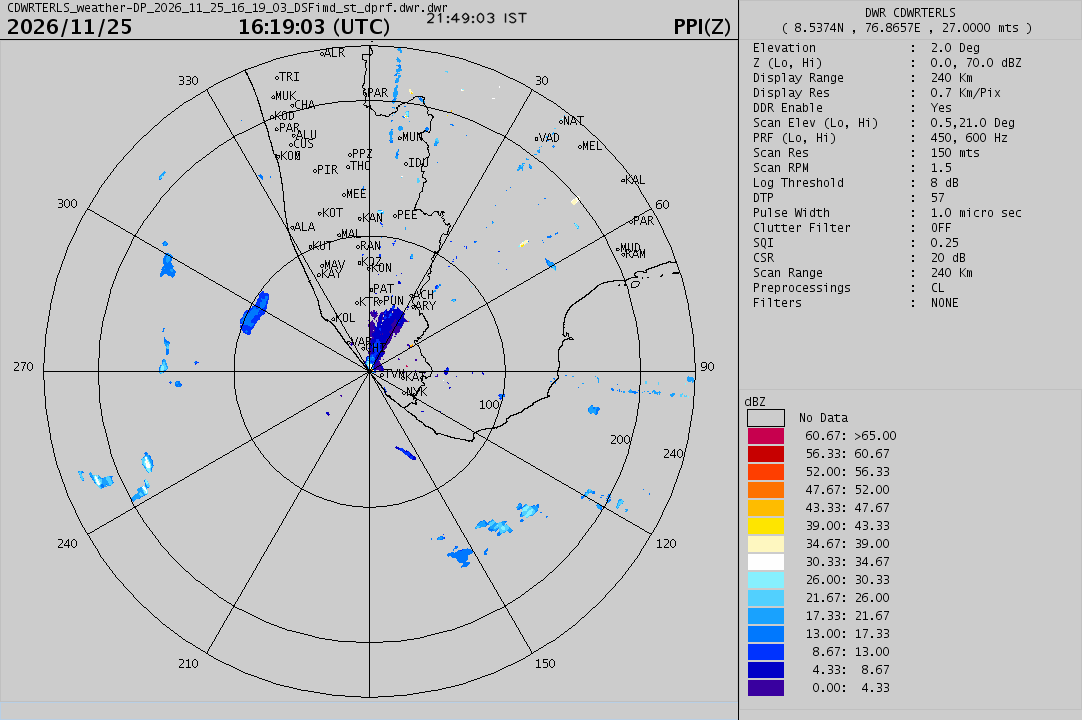 CDWRTERLS_weather-DP_2026_11_25_16_19_03_DSFimd_st_dprf.dwr.dwr
2026/11/25 16:19:03 (UTC) 21:49:03 IST PPI(Z)
DWR CDWRTERLS
( 8.5374N , 76.8657E , 27.0000 mts )
Elevation : 2.0 Deg
Z (Lo, Hi) : 0.0, 70.0 dBZ
Display Range : 240 Km
Display Res : 0.7 Km/Pix
DDR Enable : Yes
Scan Elev (Lo, Hi) : 0.5,21.0 Deg
PRF (Lo, Hi) : 450, 600 Hz
Scan Res : 150 mts
Scan RPM : 1.5
Log Threshold : 8 dB
DTP : 57
Pulse Width : 1.0 micro sec
Clutter Filter : OFF
SQI : 0.25
CSR : 20 dB
Scan Range : 240 Km
Preprocessings : CL
Filters : NONE
dBZ
No Data
60.67: >65.00
56.33: 60.67
52.00: 56.33
47.67: 52.00
43.33: 47.67
39.00: 43.33
34.67: 39.00
30.33: 34.67
26.00: 30.33
21.67: 26.00
17.33: 21.67
13.00: 17.33
8.67: 13.00
4.33: 8.67
0.00: 4.33
ALR
330 TRI 30
MUK PAR
CHA
KOD NAT
PAR
ALU MUN VAD
CUS MEL
PPZ
PIR THO IDU
KAL
MEE
300 60
KOT KAN PEE
ALA PAR
MAL
KUT RAN MUD
RAM
MAV KOZ KON
KAY
PAT ACH
KTR PUN ARY
KOL
VAR
270 TVM KAT 90
NYK
100
200
240
240 120
210 150